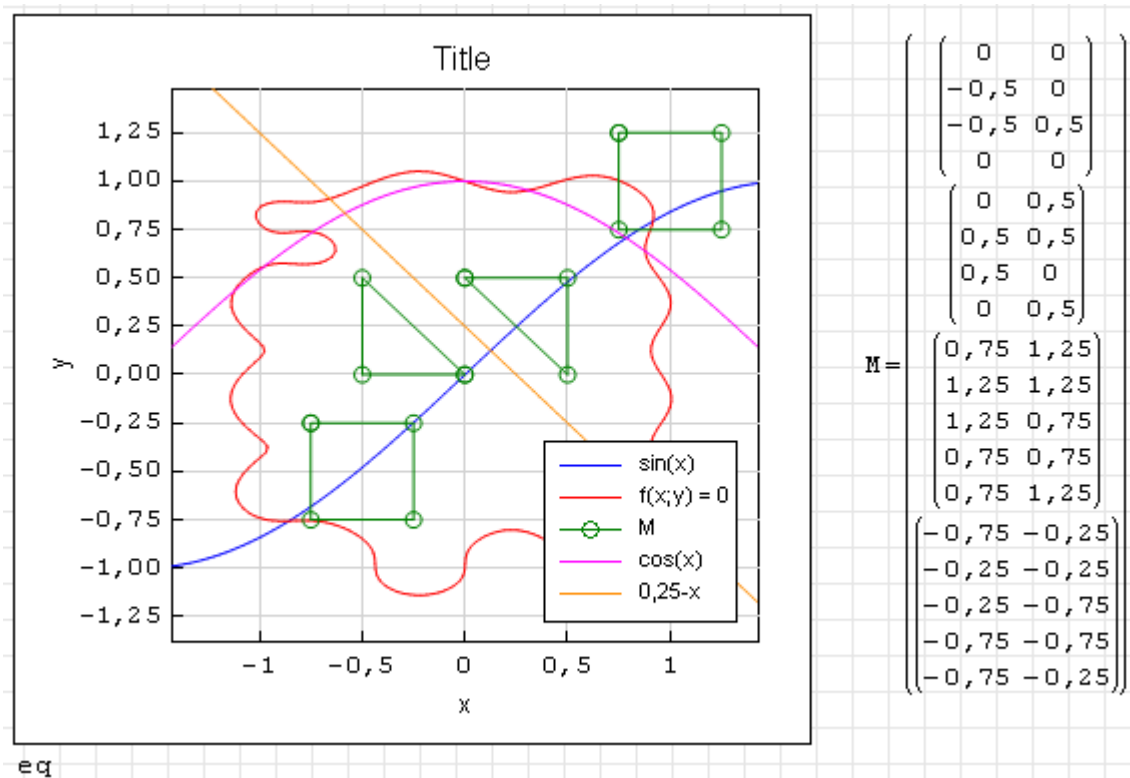 Title
1,25
1,00
0,75
0,50
0,25
0,00
−0,25
−0,50
−0,75
−1,00
−1,25
y
−1 −0,5 0 0,5 1
x
sin(x)
f(x;y) = 0
M
cos(x)
0,25-x
eq
M=
0 0
−0,5 0
−0,5 0,5
0 0
0 0,5
0,5 0,5
0,5 0
0 0,5
0,75 1,25
1,25 1,25
1,25 0,75
0,75 0,75
0,75 1,25
−0,75 −0,25
−0,25 −0,25
−0,25 −0,75
−0,75 −0,75
−0,75 −0,25